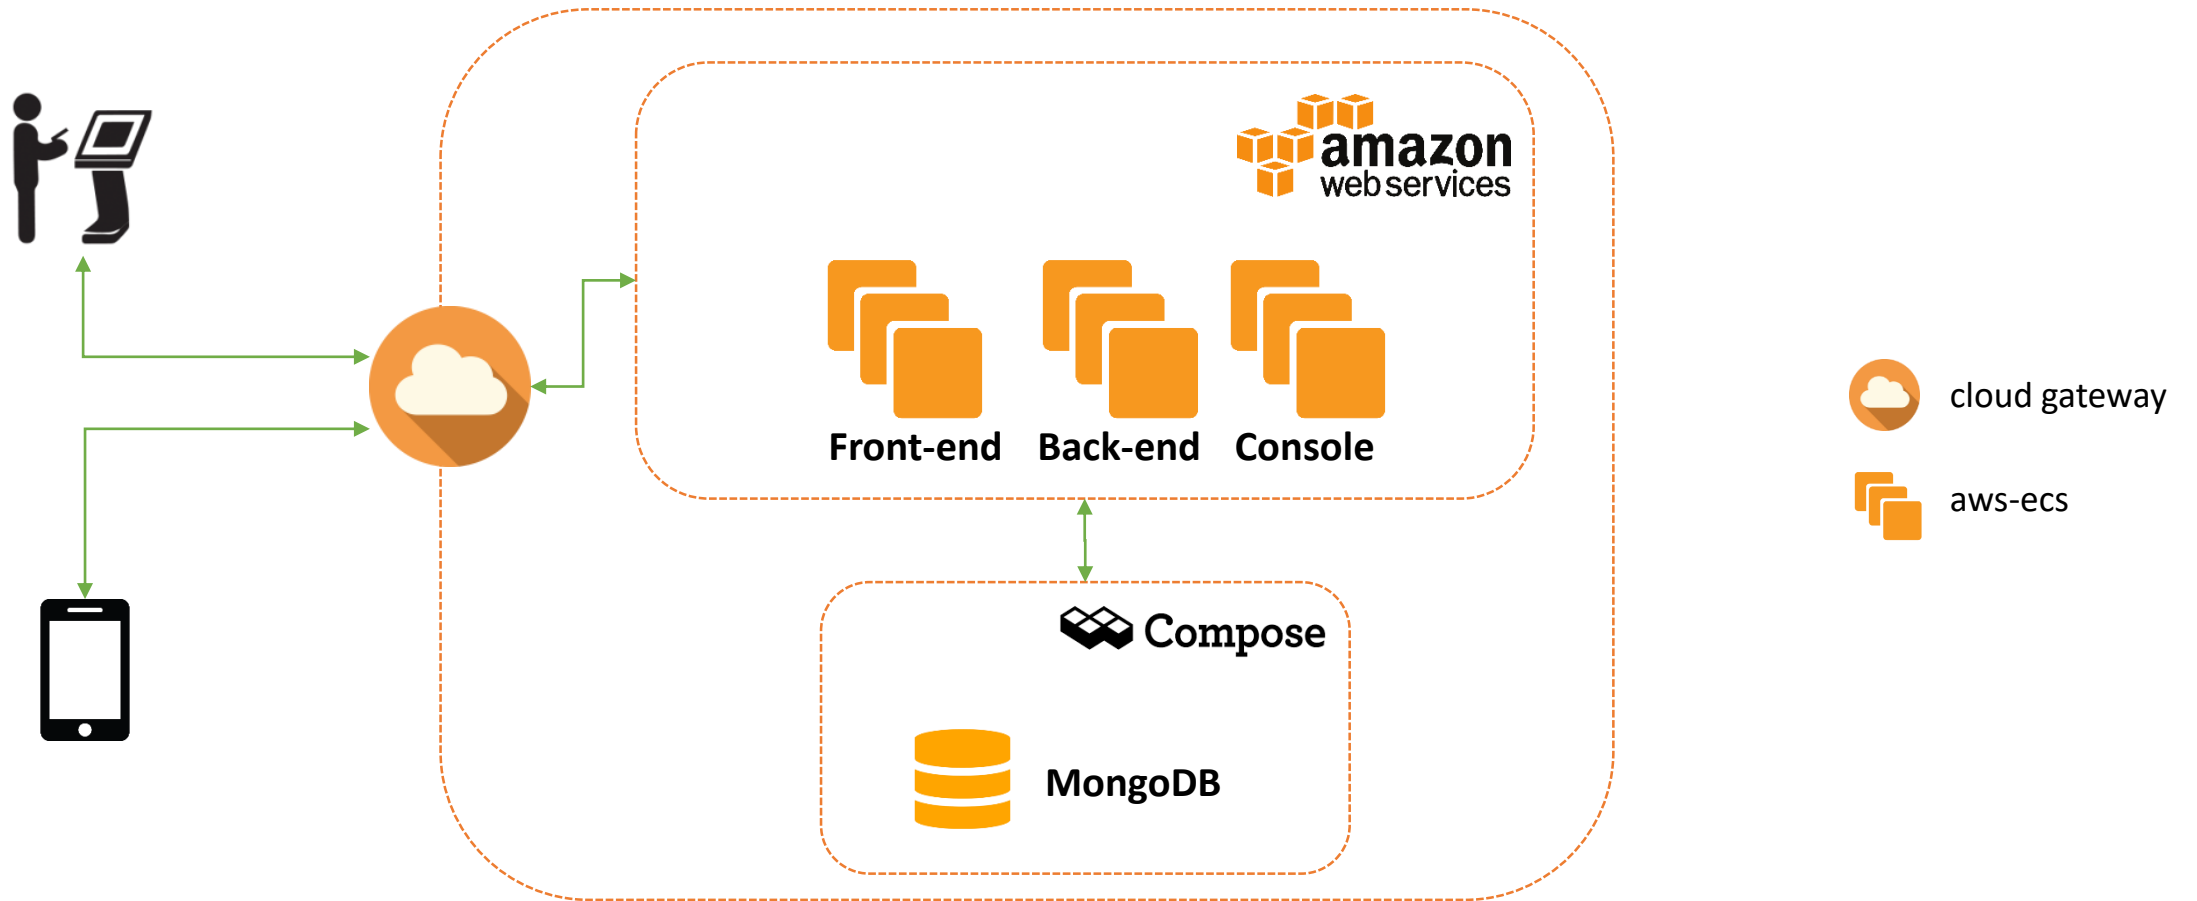 amazon
web services
Front-end
Back-end
Console
cloud gateway
aws-ecs
Compose
MongoDB